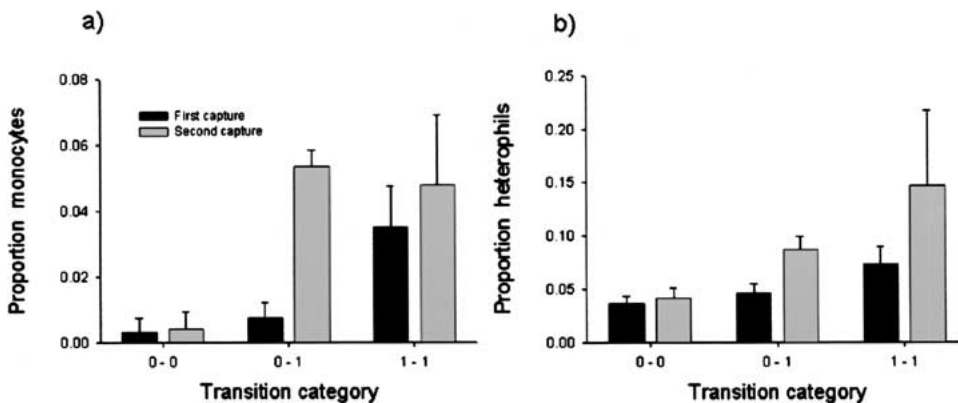 a)
Proportion monocytes
0.08
0.06
0.04
0.02
0.00
First capture
Second capture
0 - 0
0 - 1
1 - 1
Transition category
b)
Proportion heterophils
0.25
0.20
0.15
0.10
0.05
0.00
0 - 0
0 - 1
1 - 1
Transition category